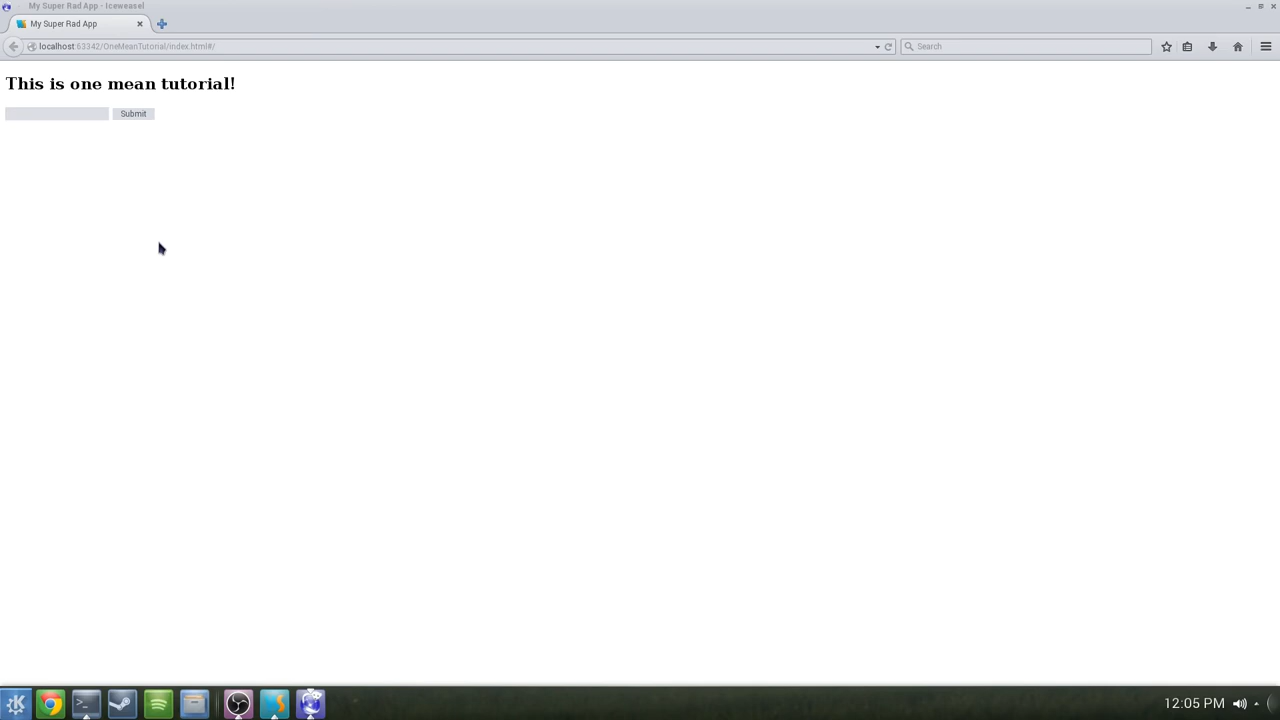 My Super Rad App - Iceweasel
My Super Rad App
localhost:63342/OneMeanTutorial/index.html#/
Search
This is one mean tutorial!
Submit
12:05 PM